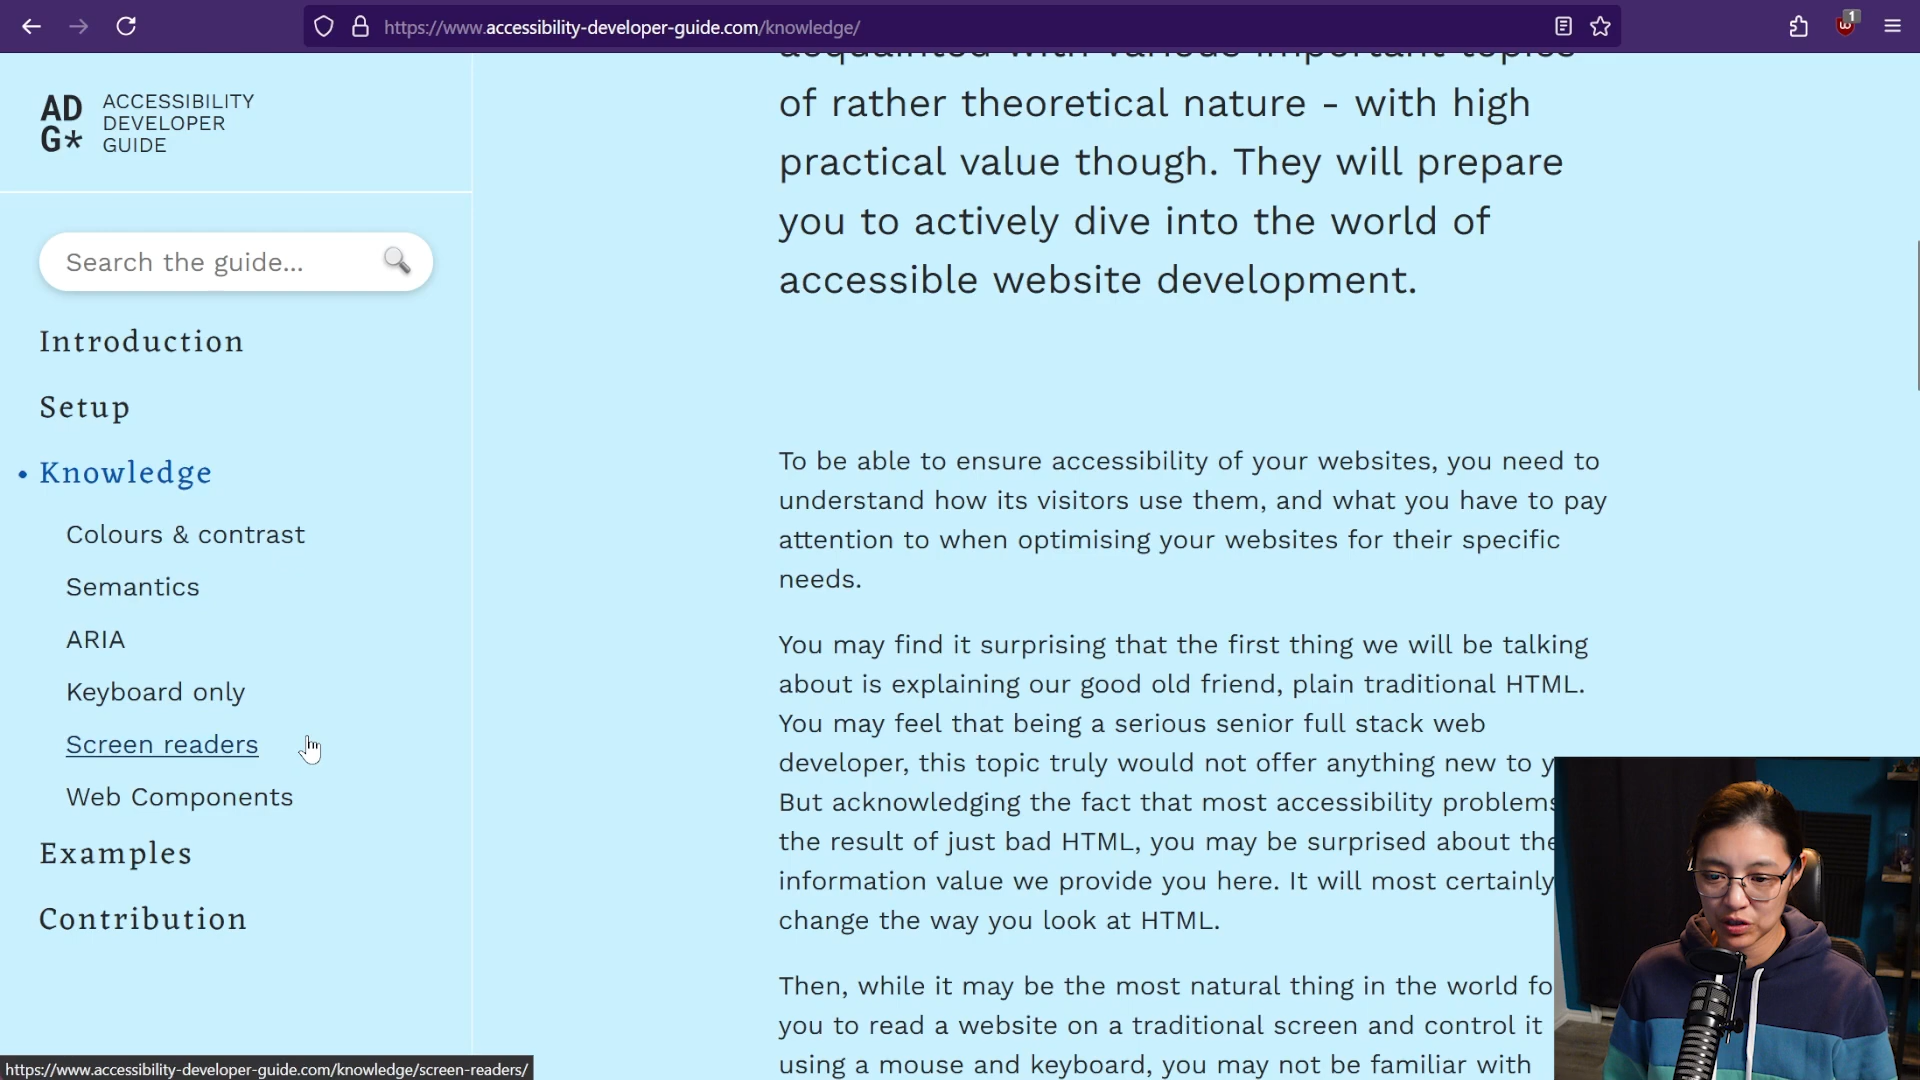 https://www.accessibility-developer-guide.com/knowledge/
1
AD
G*
ACCESSIBILITY
DEVELOPER
GUIDE
Search the guide...
Introduction
Setup
• Knowledge
Colours & contrast
Semantics
ARIA
Keyboard only
Screen readers
Web Components
Examples
Contribution
acquainted with various important topics
of rather theoretical nature - with high
practical value though. They will prepare
you to actively dive into the world of
accessible website development.
To be able to ensure accessibility of your websites, you need to
understand how its visitors use them, and what you have to pay
attention to when optimising your websites for their specific
needs.
You may find it surprising that the first thing we will be talking
about is explaining our good old friend, plain traditional HTML.
You may feel that being a serious senior full stack web
developer, this topic truly would not offer anything new to y
But acknowledging the fact that most accessibility problems
the result of just bad HTML, you may be surprised about the
information value we provide you here. It will most certainly
change the way you look at HTML.
Then, while it may be the most natural thing in the world fo
you to read a website on a traditional screen and control it
using a mouse and keyboard, you may not be familiar with
https://www.accessibility-developer-guide.com/knowledge/screen-readers/